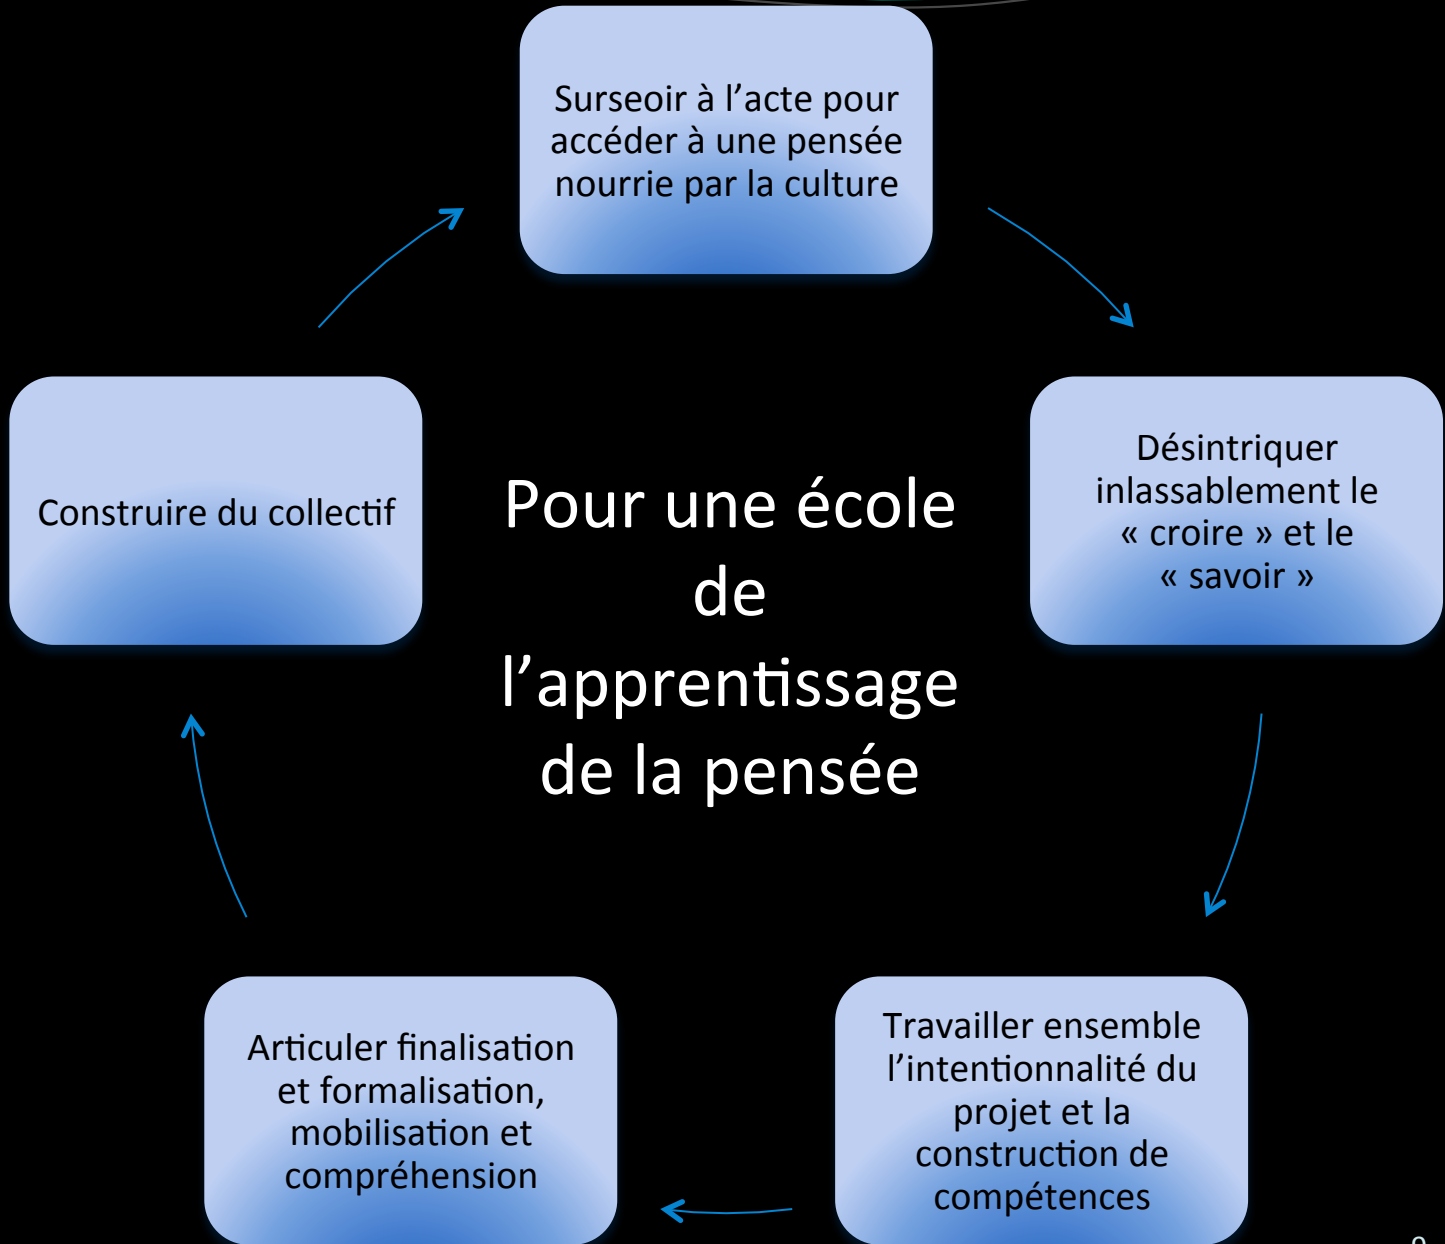 Surseoir à l’acte pour
accéder à une pensée
nourrie par la culture
Désintriquer
inlassablement le
« croire » et le
« savoir »
Travailler ensemble
l’intentionnalité du
projet et la
construction de
compétences
Articuler finalisation
et formalisation,
mobilisation et
compréhension
Construire du collectif
Pour une école
de
l’apprentissage
de la pensée